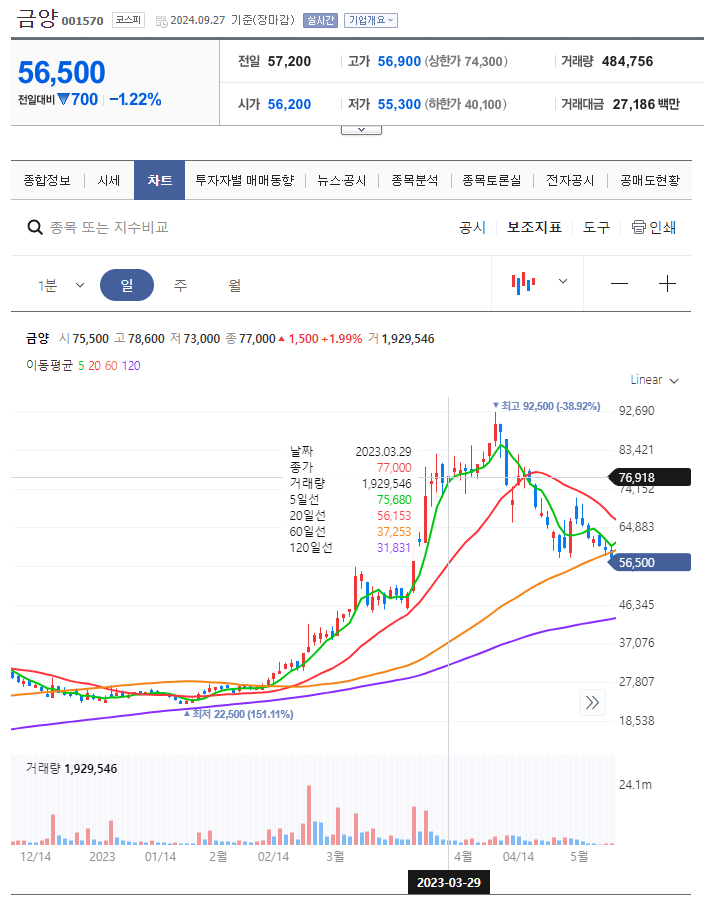 금양 001570 코스피 2024.09.27 기준(장마감) 실시간 기업개요
56,500
전일대비 ▼700 -1.22%
전일 57,200 고가 56,900 (상한가 74,300) 거래량 484,756
시가 56,200 저가 55,300 (하한가 40,100) 거래대금 27,186 백만
종합정보 시세 차트 투자자별 매매동향 뉴스·공시 종목분석 종목토론실 전자공시 공매도현황
종목 또는 지수비교 공시 보조지표 도구 인쇄
1분 일 주 월
금양 시 75,500 고 78,600 저 73,000 종 77,000 ▲ 1,500 +1.99% 거 1,929,546
이동평균 5 20 60 120
Linear
▼최고 92,500 (-38.92%)
92,690
83,421
76,918
74,152
64,883
56,500
46,345
37,076
27,807
18,538
날짜 2023.03.29
종가 77,000
거래량 1,929,546
5일선 75,680
20일선 56,153
60일선 37,253
120일선 31,831
▲최저 22,500 (151.11%)
거래량 1,929,546
24.1m
12/14 2023 01/14 2월 02/14 3월 4월 04/14 5월
2023-03-29